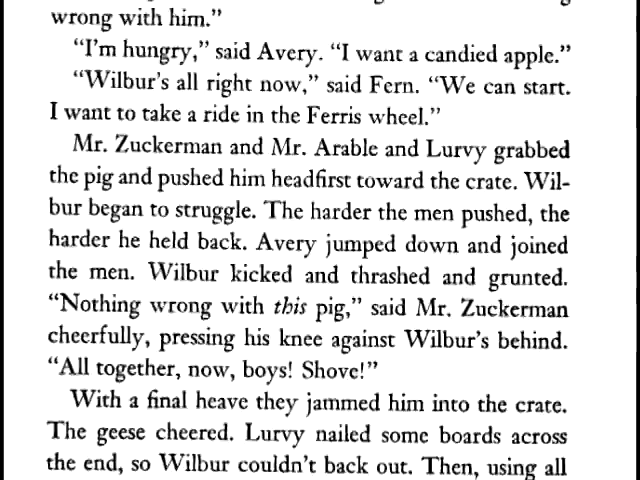 wrong with him.”
“I’m hungry,” said Avery. “I want a candied apple.”
“Wilbur’s all right now,” said Fern. “We can start.
I want to take a ride in the Ferris wheel.”
Mr. Zuckerman and Mr. Arable and Lurvy grabbed
the pig and pushed him headfirst toward the crate. Wil-
bur began to struggle. The harder the men pushed, the
harder he held back. Avery jumped down and joined
the men. Wilbur kicked and thrashed and grunted.
“Nothing wrong with this pig,” said Mr. Zuckerman
cheerfully, pressing his knee against Wilbur’s behind.
“All together, now, boys! Shove!”
With a final heave they jammed him into the crate.
The geese cheered. Lurvy nailed some boards across
the end, so Wilbur couldn’t back out. Then, using all